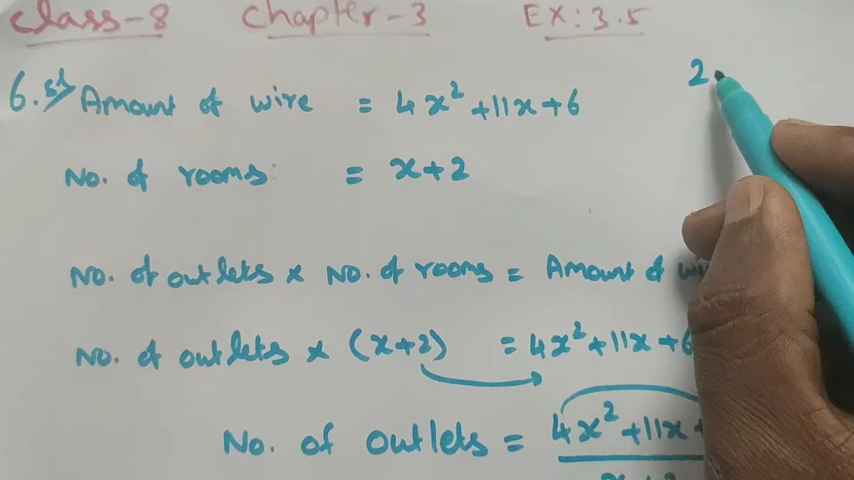 Class-8 Chapter-3 Ex: 3.5
6. Amount of wire = 4x² + 11x + 6
2
No. of rooms = x+2
No. of outlets × No. of rooms = Amount of
No. of outlets × (x+2) = 4x² + 11x + 6
No. of outlets = 4x² + 11x